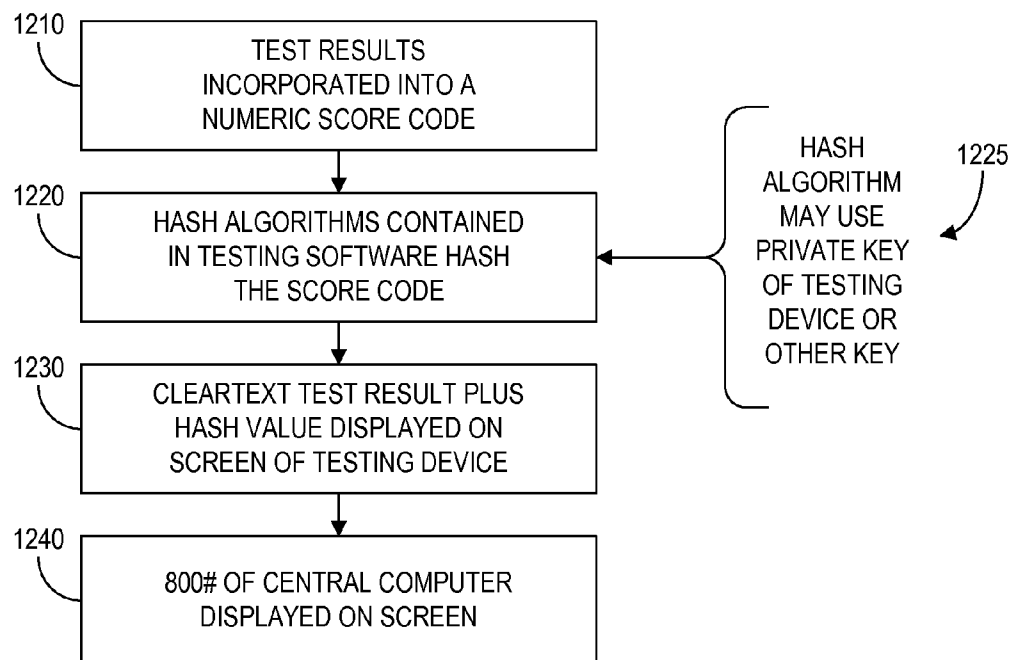 1210
TEST RESULTS
INCORPORATED INTO A
NUMERIC SCORE CODE
1220
HASH ALGORITHMS CONTAINED
IN TESTING SOFTWARE HASH
THE SCORE CODE
HASH
ALGORITHM
MAY USE
PRIVATE KEY
OF TESTING
DEVICE OR
OTHER KEY
1225
1230
CLEARTEXT TEST RESULT PLUS
HASH VALUE DISPLAYED ON
SCREEN OF TESTING DEVICE
1240
800# OF CENTRAL COMPUTER
DISPLAYED ON SCREEN